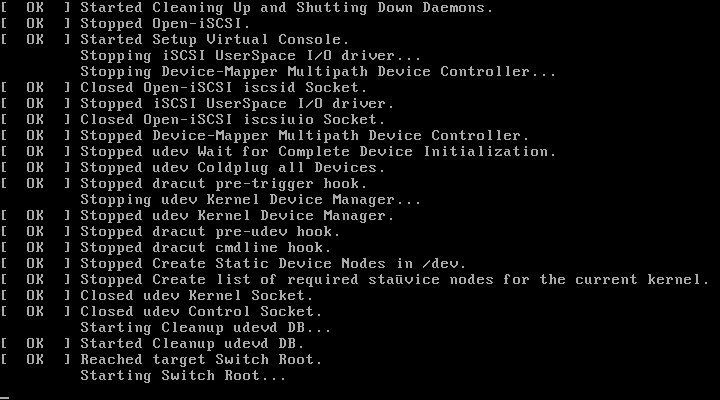 [  OK  ] Started Cleaning Up and Shutting Down Daemons.
[  OK  ] Stopped Open-iSCSI.
[  OK  ] Started Setup Virtual Console.
         Stopping iSCSI UserSpace I/O driver...
         Stopping Device-Mapper Multipath Device Controller...
[  OK  ] Closed Open-iSCSI iscsid Socket.
[  OK  ] Stopped iSCSI UserSpace I/O driver.
[  OK  ] Closed Open-iSCSI iscsiuio Socket.
[  OK  ] Stopped Device-Mapper Multipath Device Controller.
[  OK  ] Stopped udev Wait for Complete Device Initialization.
[  OK  ] Stopped udev Coldplug all Devices.
[  OK  ] Stopped dracut pre-trigger hook.
         Stopping udev Kernel Device Manager...
[  OK  ] Stopped udev Kernel Device Manager.
[  OK  ] Stopped dracut pre-udev hook.
[  OK  ] Stopped dracut cmdline hook.
[  OK  ] Stopped Create Static Device Nodes in /dev.
[  OK  ] Stopped Create list of required staūvice nodes for the current kernel.
[  OK  ] Closed udev Kernel Socket.
[  OK  ] Closed udev Control Socket.
         Starting Cleanup udevd DB...
[  OK  ] Started Cleanup udevd DB.
[  OK  ] Reached target Switch Root.
         Starting Switch Root...